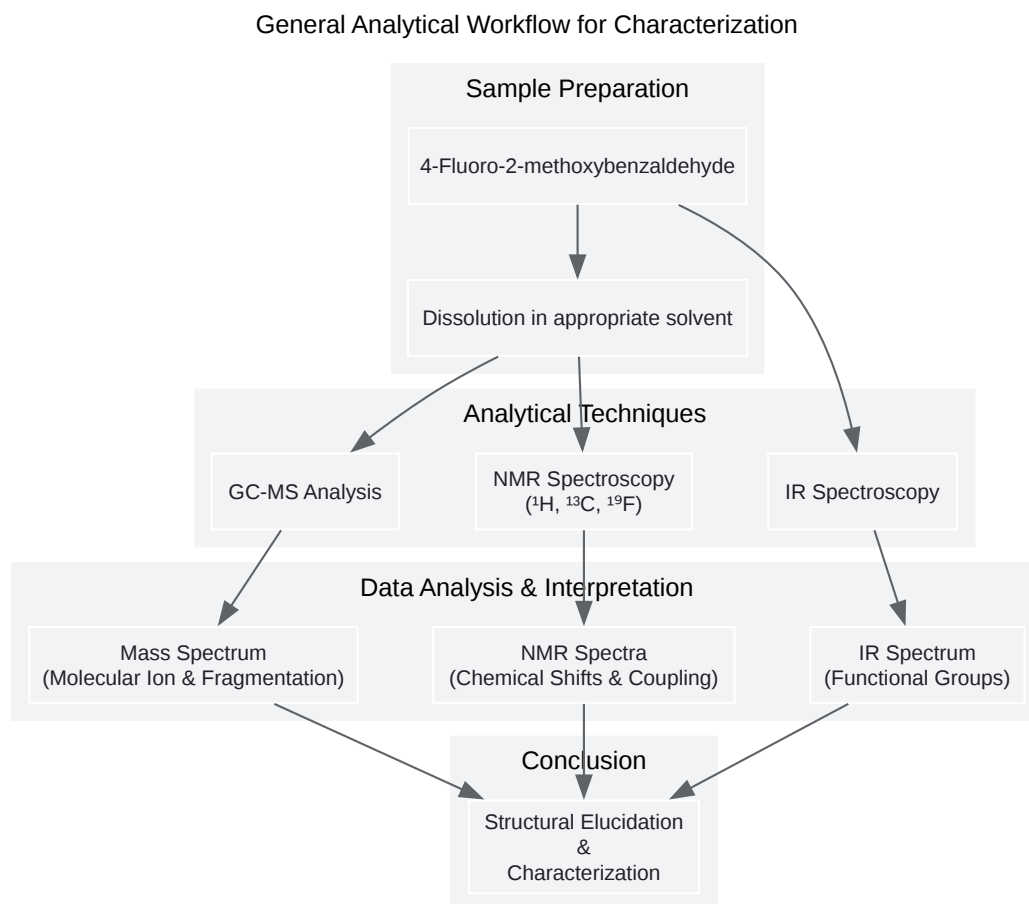 General Analytical Workflow for Characterization
Sample Preparation
4-Fluoro-2-methoxybenzaldehyde
Dissolution in appropriate solvent
Analytical Techniques
GC-MS Analysis
NMR Spectroscopy
(¹H, ¹³C, ¹⁹F)
IR Spectroscopy
Data Analysis & Interpretation
Mass Spectrum
(Molecular Ion & Fragmentation)
NMR Spectra
(Chemical Shifts & Coupling)
IR Spectrum
(Functional Groups)
Conclusion
Structural Elucidation
&
Characterization